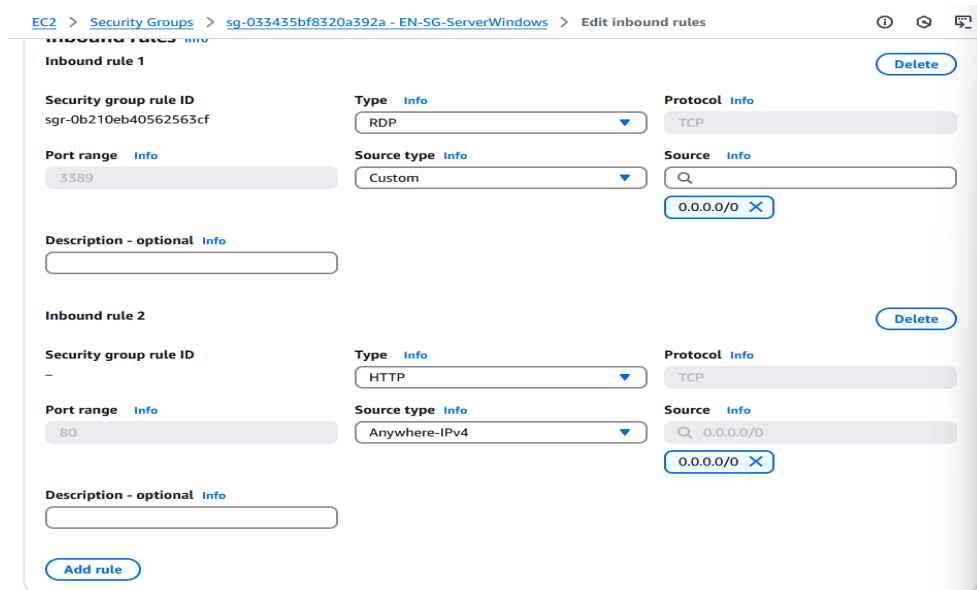 EC2 > Security Groups > sg-033435bf8320a392a - EN-SG-ServerWindows > Edit inbound rules
Inbound rules Info
Inbound rule 1
Delete
Security group rule ID
sgr-0b210eb40562563cf
Type Info
RDP
Protocol Info
TCP
Port range Info
3389
Source type Info
Custom
Source Info
0.0.0.0/0
Description - optional Info
Inbound rule 2
Delete
Security group rule ID
–
Type Info
HTTP
Protocol Info
TCP
Port range Info
80
Source type Info
Anywhere-IPv4
Source Info
0.0.0.0/0
0.0.0.0/0
Description - optional Info
Add rule